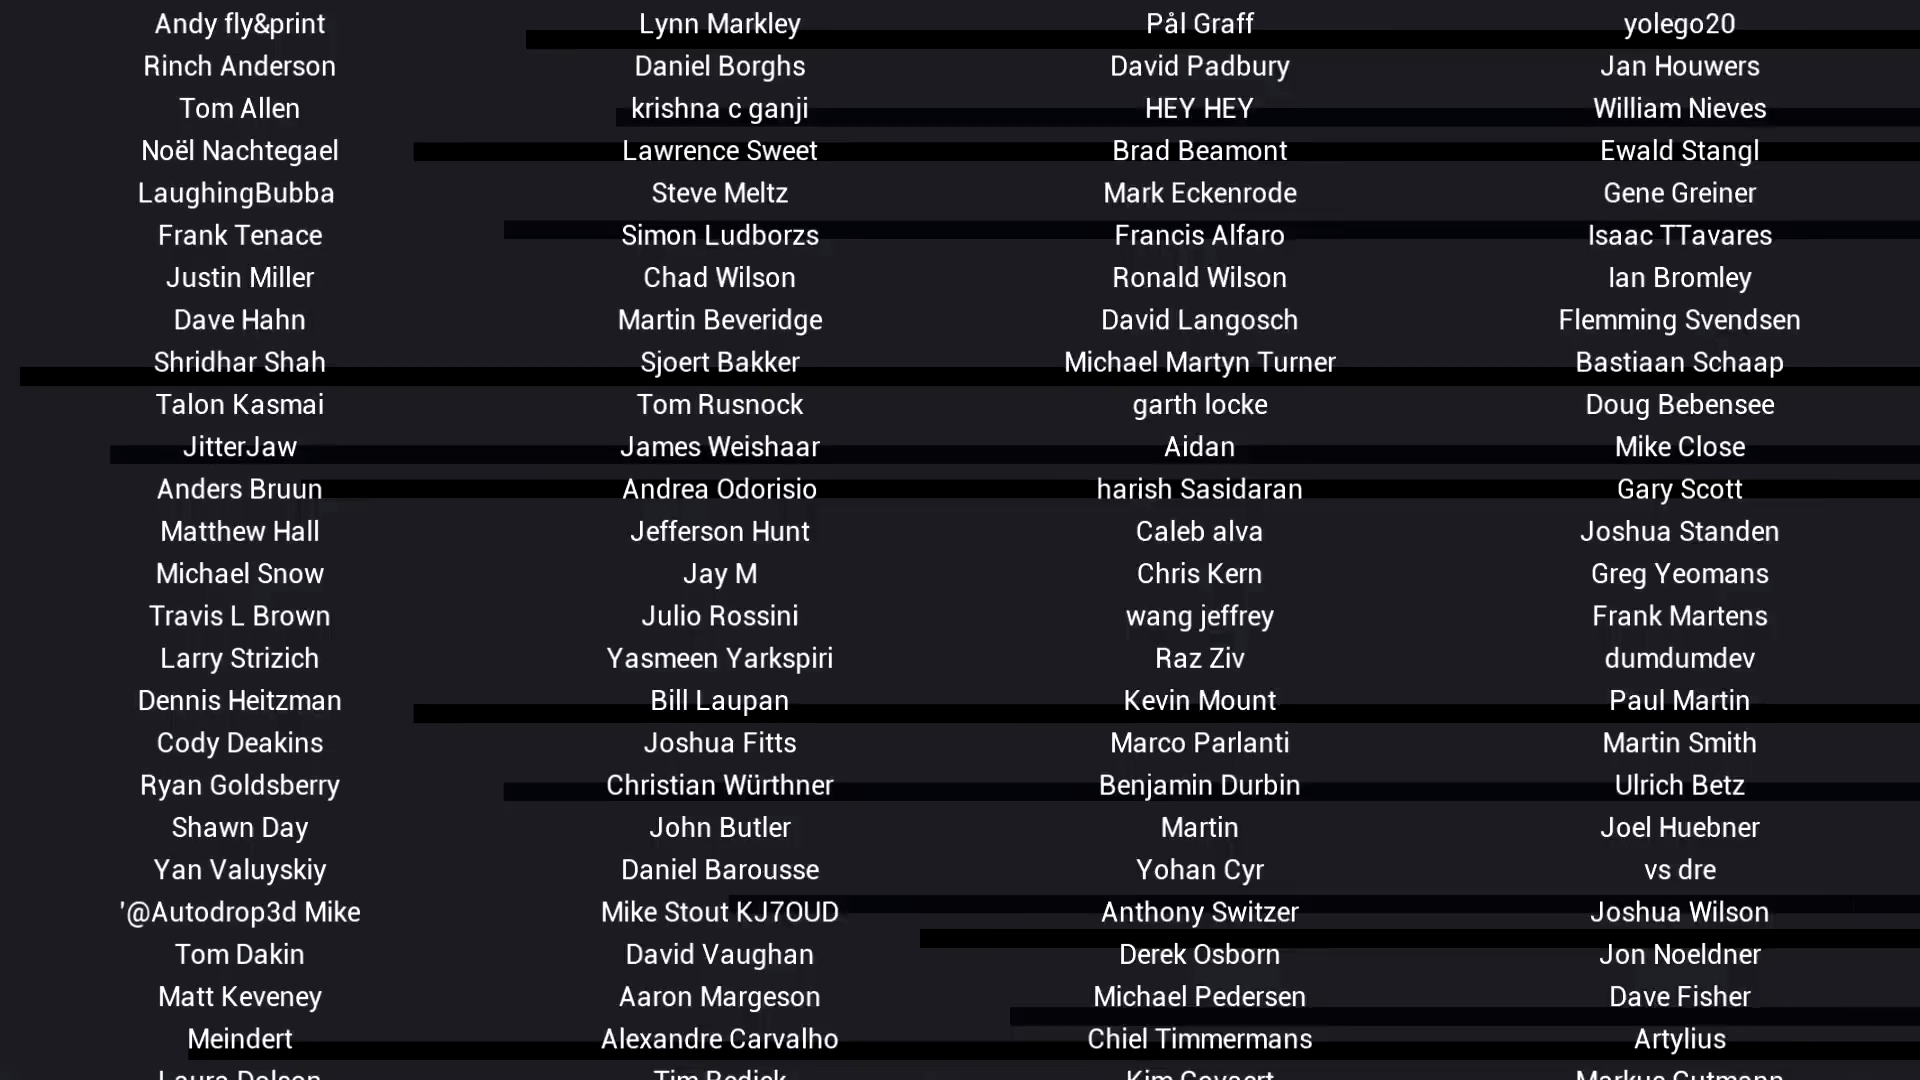 Andy fly&print Lynn Markley Pål Graff yolego20
Rinch Anderson Daniel Borghs David Padbury Jan Houwers
Tom Allen krishna c ganji HEY HEY William Nieves
Noël Nachtegael Lawrence Sweet Brad Beamont Ewald Stangl
LaughingBubba Steve Meltz Mark Eckenrode Gene Greiner
Frank Tenace Simon Ludborzs Francis Alfaro Isaac TTavares
Justin Miller Chad Wilson Ronald Wilson Ian Bromley
Dave Hahn Martin Beveridge David Langosch Flemming Svendsen
Shridhar Shah Sjoert Bakker Michael Martyn Turner Bastiaan Schaap
Talon Kasmai Tom Rusnock garth locke Doug Bebensee
JitterJaw James Weishaar Aidan Mike Close
Anders Bruun Andrea Odorisio harish Sasidaran Gary Scott
Matthew Hall Jefferson Hunt Caleb alva Joshua Standen
Michael Snow Jay M Chris Kern Greg Yeomans
Travis L Brown Julio Rossini wang jeffrey Frank Martens
Larry Strizich Yasmeen Yarkspiri Raz Ziv dumdumdev
Dennis Heitzman Bill Laupan Kevin Mount Paul Martin
Cody Deakins Joshua Fitts Marco Parlanti Martin Smith
Ryan Goldsberry Christian Würthner Benjamin Durbin Ulrich Betz
Shawn Day John Butler Martin Joel Huebner
Yan Valuyskiy Daniel Barousse Yohan Cyr vs dre
'@Autodrop3d Mike Mike Stout KJ7OUD Anthony Switzer Joshua Wilson
Tom Dakin David Vaughan Derek Osborn Jon Noeldner
Matt Keveney Aaron Margeson Michael Pedersen Dave Fisher
Meindert Alexandre Carvalho Chiel Timmermans Artylius